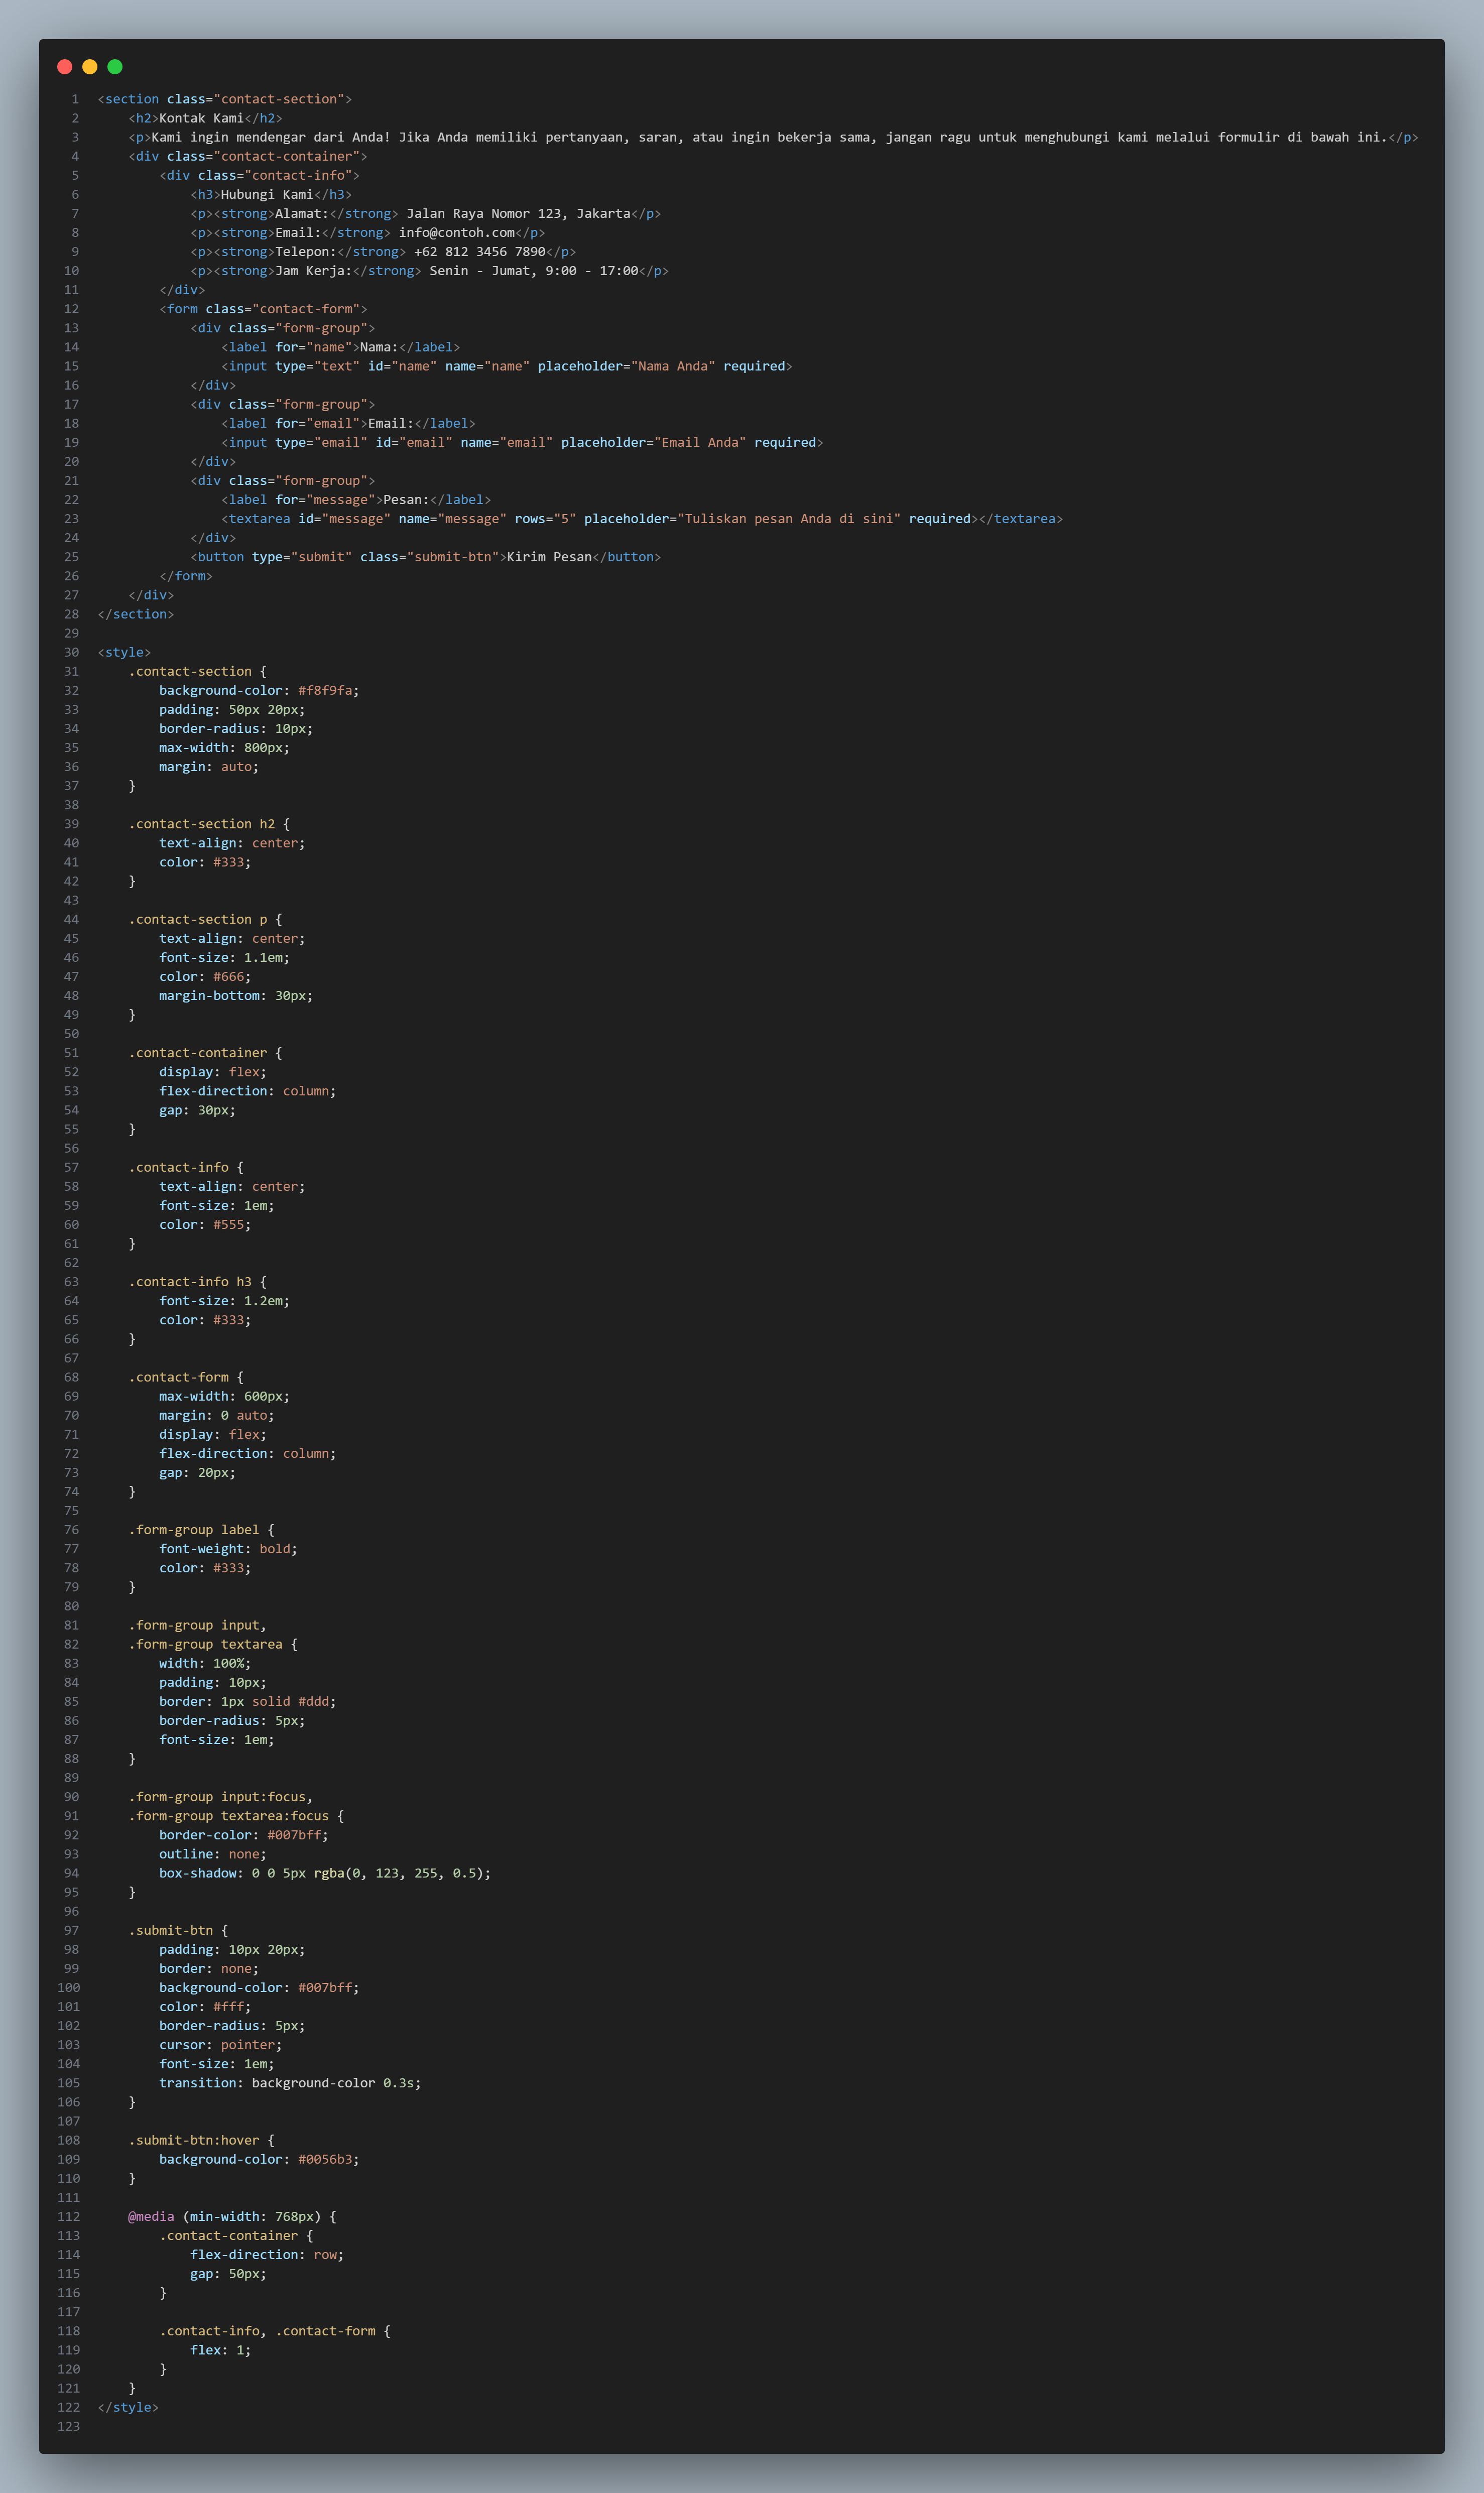 1 <section class="contact-section">
2     <h2>Kontak Kami</h2>
3     <p>Kami ingin mendengar dari Anda! Jika Anda memiliki pertanyaan, saran, atau ingin bekerja sama, jangan ragu untuk menghubungi kami melalui formulir di bawah ini.</p>
4     <div class="contact-container">
5         <div class="contact-info">
6             <h3>Hubungi Kami</h3>
7             <p><strong>Alamat:</strong> Jalan Raya Nomor 123, Jakarta</p>
8             <p><strong>Email:</strong> info@contoh.com</p>
9             <p><strong>Telepon:</strong> +62 812 3456 7890</p>
10             <p><strong>Jam Kerja:</strong> Senin - Jumat, 9:00 - 17:00</p>
11         </div>
12         <form class="contact-form">
13             <div class="form-group">
14                 <label for="name">Nama:</label>
15                 <input type="text" id="name" name="name" placeholder="Nama Anda" required>
16             </div>
17             <div class="form-group">
18                 <label for="email">Email:</label>
19                 <input type="email" id="email" name="email" placeholder="Email Anda" required>
20             </div>
21             <div class="form-group">
22                 <label for="message">Pesan:</label>
23                 <textarea id="message" name="message" rows="5" placeholder="Tuliskan pesan Anda di sini" required></textarea>
24             </div>
25             <button type="submit" class="submit-btn">Kirim Pesan</button>
26         </form>
27     </div>
28 </section>
29
30 <style>
31     .contact-section {
32         background-color: #f8f9fa;
33         padding: 50px 20px;
34         border-radius: 10px;
35         max-width: 800px;
36         margin: auto;
37     }
38
39     .contact-section h2 {
40         text-align: center;
41         color: #333;
42     }
43
44     .contact-section p {
45         text-align: center;
46         font-size: 1.1em;
47         color: #666;
48         margin-bottom: 30px;
49     }
50
51     .contact-container {
52         display: flex;
53         flex-direction: column;
54         gap: 30px;
55     }
56
57     .contact-info {
58         text-align: center;
59         font-size: 1em;
60         color: #555;
61     }
62
63     .contact-info h3 {
64         font-size: 1.2em;
65         color: #333;
66     }
67
68     .contact-form {
69         max-width: 600px;
70         margin: 0 auto;
71         display: flex;
72         flex-direction: column;
73         gap: 20px;
74     }
75
76     .form-group label {
77         font-weight: bold;
78         color: #333;
79     }
80
81     .form-group input,
82     .form-group textarea {
83         width: 100%;
84         padding: 10px;
85         border: 1px solid #ddd;
86         border-radius: 5px;
87         font-size: 1em;
88     }
89
90     .form-group input:focus,
91     .form-group textarea:focus {
92         border-color: #007bff;
93         outline: none;
94         box-shadow: 0 0 5px rgba(0, 123, 255, 0.5);
95     }
96
97     .submit-btn {
98         padding: 10px 20px;
99         border: none;
100         background-color: #007bff;
101         color: #fff;
102         border-radius: 5px;
103         cursor: pointer;
104         font-size: 1em;
105         transition: background-color 0.3s;
106     }
107
108     .submit-btn:hover {
109         background-color: #0056b3;
110     }
111
112     @media (min-width: 768px) {
113         .contact-container {
114             flex-direction: row;
115             gap: 50px;
116         }
117
118         .contact-info, .contact-form {
119             flex: 1;
120         }
121     }
122 </style>
123